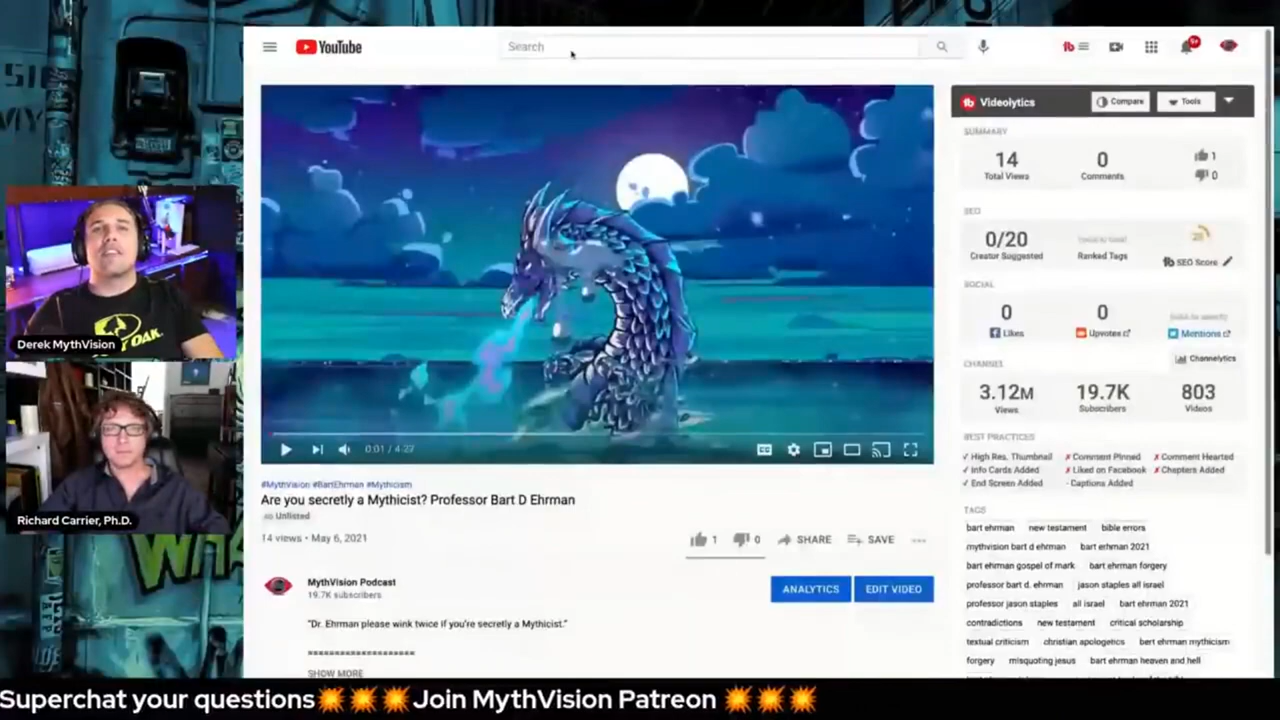 YouTube
Search
9+
Videolytics
Compare
Tools
SUMMARY
14
Total Views
0
Comments
1
0
SEO
0/20
Creator Suggested
Ranked Tags
SEO Score
SOCIAL
0
Likes
0
Upvotes
Mentions
Channelytics
CHANNEL
3.12M
Views
19.7K
Subscribers
803
Videos
BEST PRACTICES
✓ High Res. Thumbnail
✗ Comment Pinned
✗ Comment Hearted
✓ Info Cards Added
✗ Liked on Facebook
✗ Chapters Added
✓ End Screen Added
- Captions Added
TAGS
bart ehrman new testament bible errors
mythvision bart d ehrman bart ehrman 2021
bart ehrman gospel of mark bart ehrman forgery
professor bart d. ehrman jason staples all israel
professor jason staples all israel bart ehrman 2021
contradictions new testament critical scholarship
textual criticism christian apologetics bert ehrman mythicism
forgery misquoting jesus bart ehrman heaven and hell
0:01 / 4:27
#MythVision #BartEhrman #Mythicism
Are you secretly a Mythicist? Professor Bart D Ehrman
Unlisted
14 views • May 6, 2021
1
0
SHARE
SAVE
MythVision Podcast
19.7K subscribers
ANALYTICS
EDIT VIDEO
"Dr. Ehrman please wink twice if you're secretly a Mythicist."
====================
SHOW MORE
Derek MythVision
Richard Carrier, Ph.D.
Superchat your questions💥💥💥Join MythVision Patreon 💥💥💥